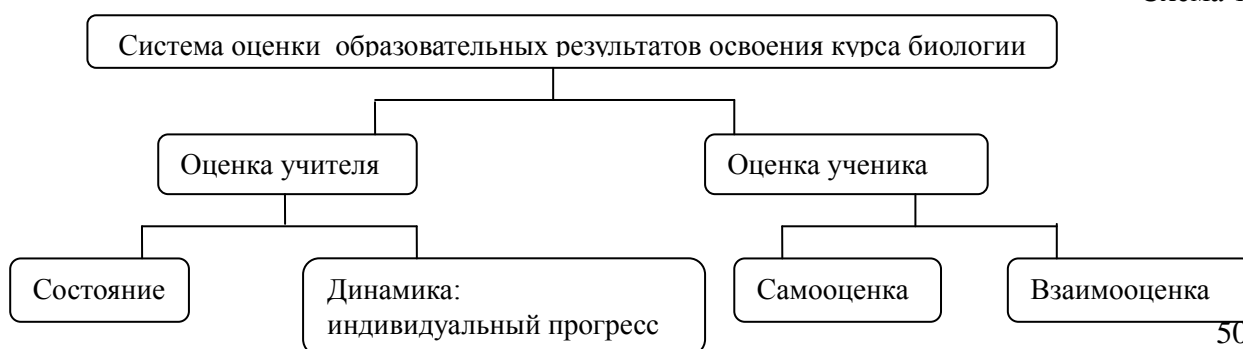 Система оценки образовательных результатов освоения курса биологии
Оценка учителя
Оценка ученика
Состояние
Динамика:
индивидуальный прогресс
Самооценка
Взаимооценка
50